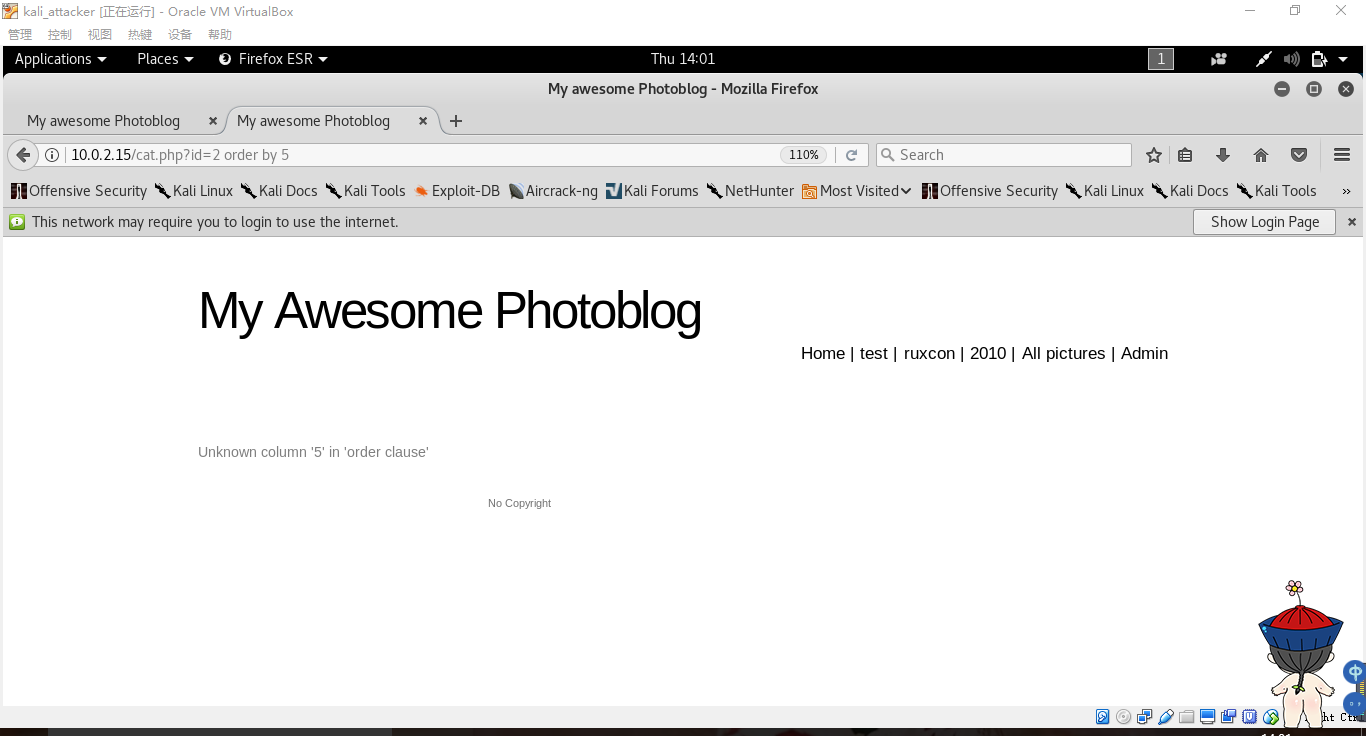 kali_attacker [正在运行] - Oracle VM VirtualBox
管理 控制 视图 热键 设备 帮助
Applications Places Firefox ESR Thu 14:01 1
My awesome Photoblog - Mozilla Firefox
My awesome Photoblog My awesome Photoblog
10.0.2.15/cat.php?id=2 order by 5 110% Search
Offensive Security Kali Linux Kali Docs Kali Tools Exploit-DB Aircrack-ng Kali Forums NetHunter Most Visited Offensive Security Kali Linux Kali Docs Kali Tools »
This network may require you to login to use the internet. Show Login Page
My Awesome Photoblog
Home | test | ruxcon | 2010 | All pictures | Admin
Unknown column '5' in 'order clause'
No Copyright
中